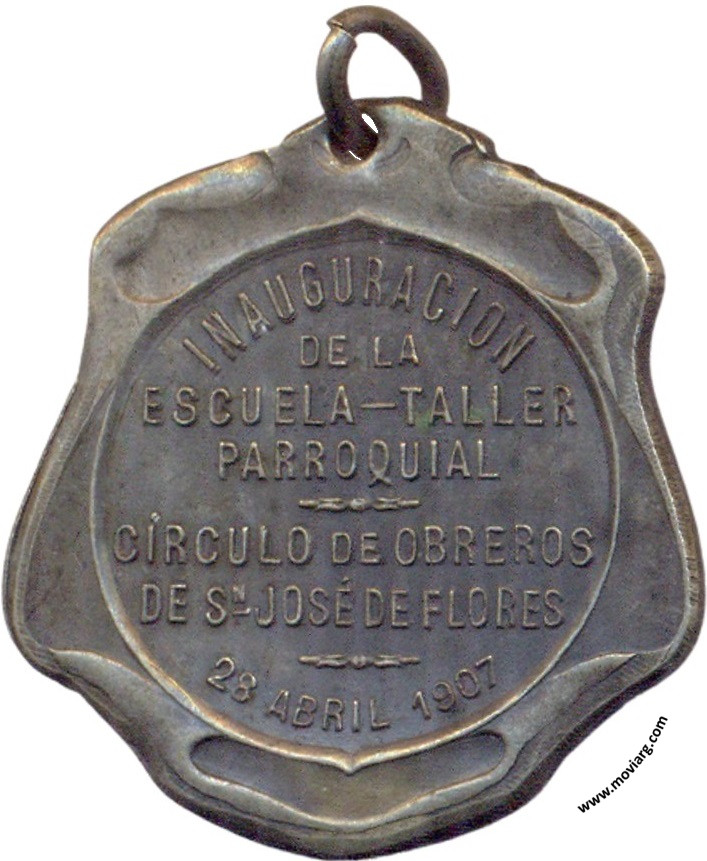 INAUGURACION
DE LA
ESCUELA-TALLER
PARROQUIAL
CÍRCULO DE OBREROS
DE SN JOSÉ DE FLORES
28 ABRIL 1907
www.moviarg.com